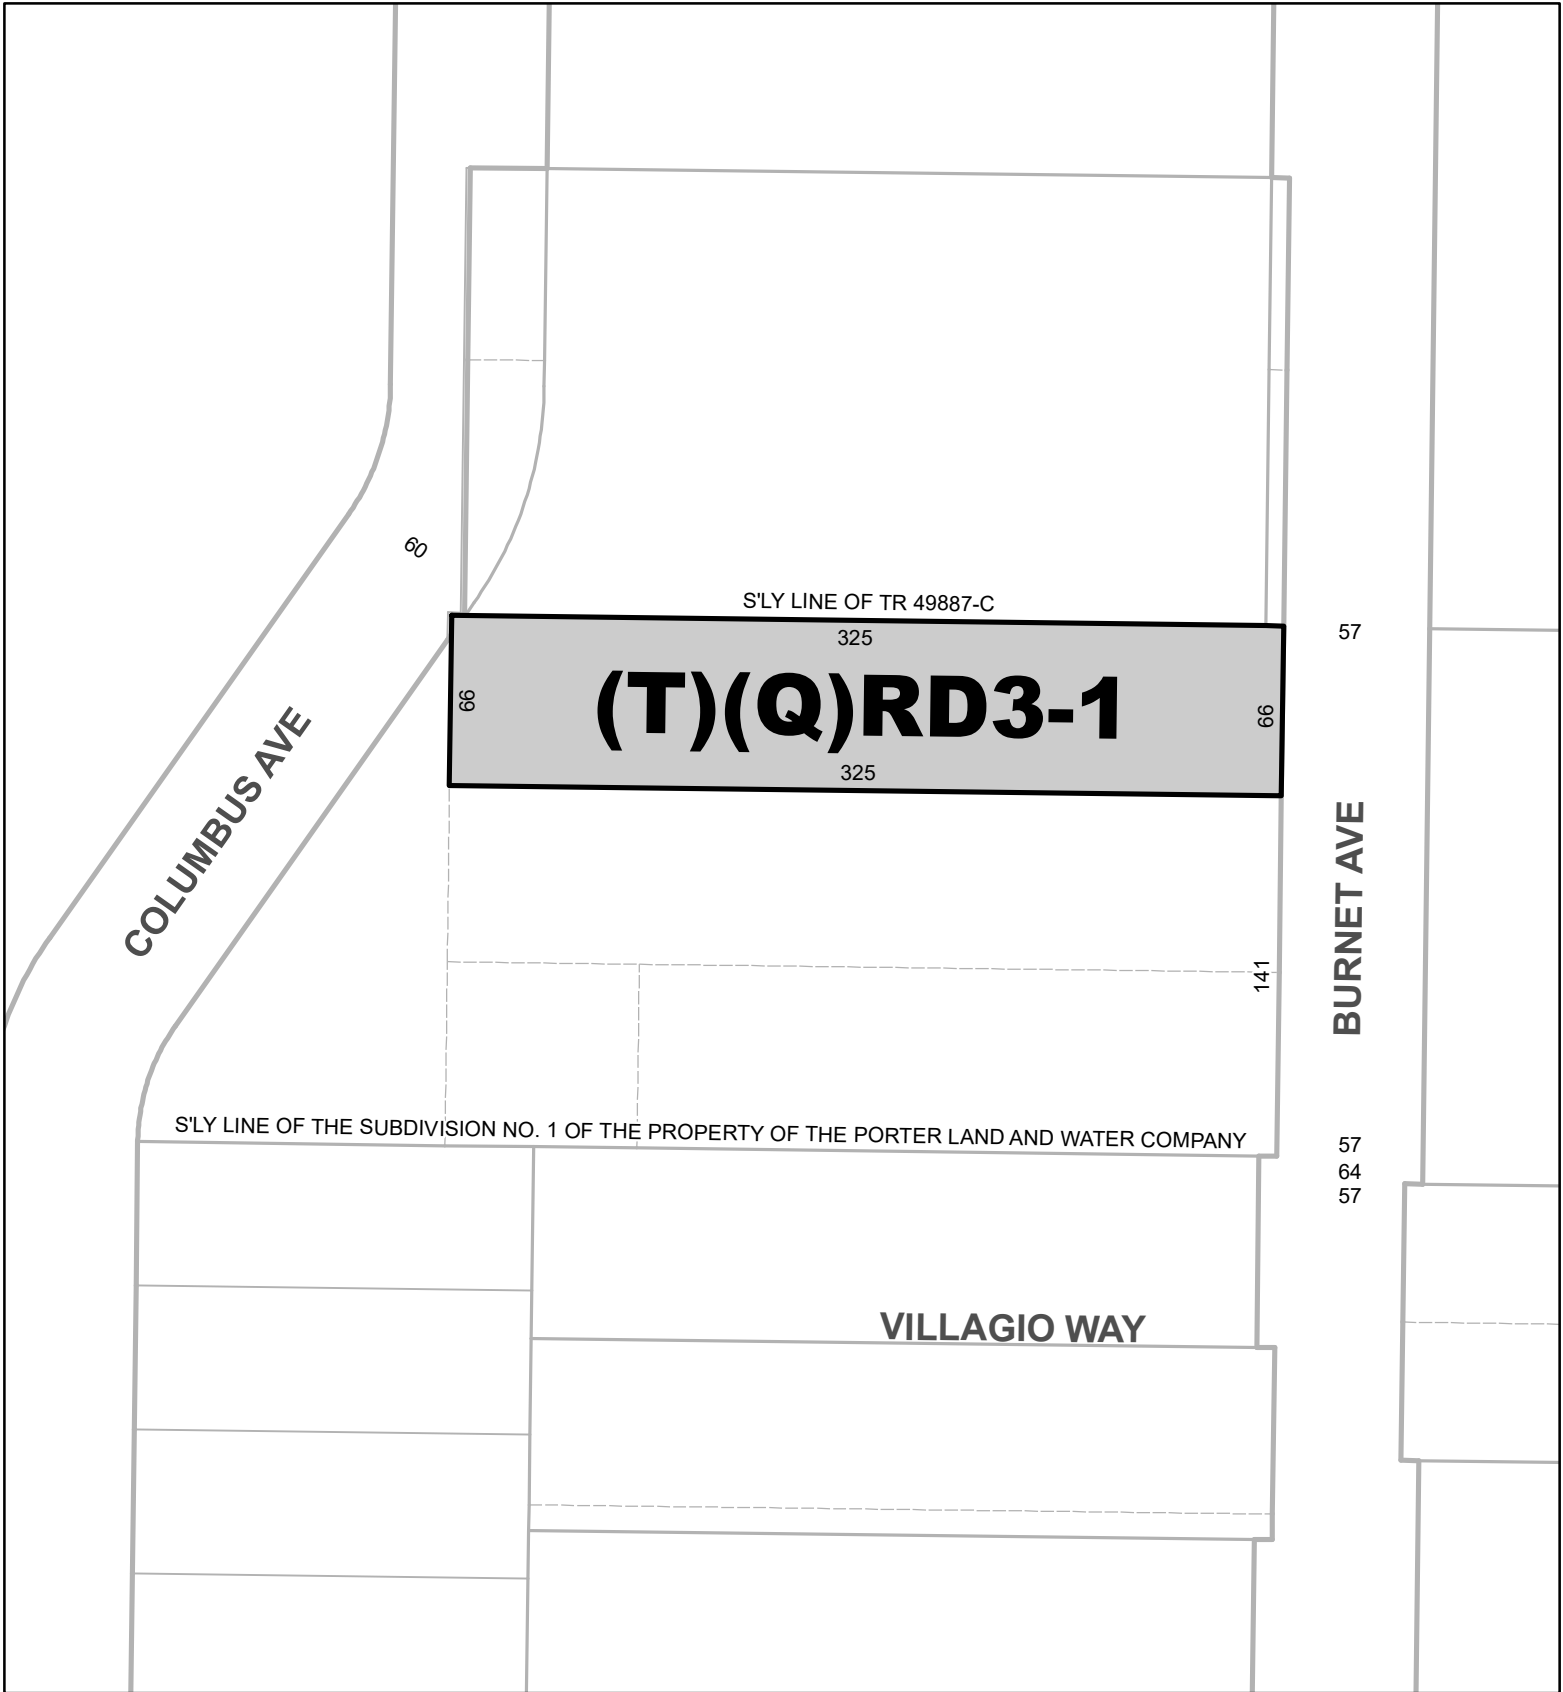 60
S'LY LINE OF TR 49887-C
325
57
66
(T)(Q)RD3-1
66
325
COLUMBUS AVE
BURNET AVE
141
S'LY LINE OF THE SUBDIVISION NO. 1 OF THE PROPERTY OF THE PORTER LAND AND WATER COMPANY
57
64
57
VILLAGIO WAY